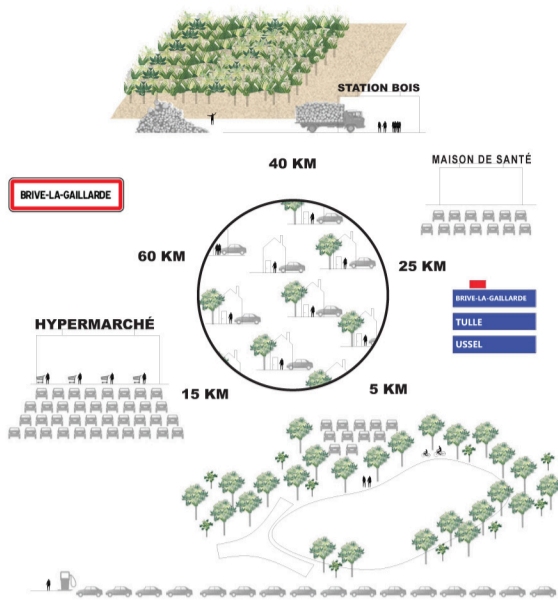 STATION BOIS
40 KM
MAISON DE SANTÉ
BRIVE-LA-GAILLARDE
60 KM
25 KM
BRIVE-LA-GAILLARDE
TULLE
USSEL
HYPERMARCHÉ
15 KM
5 KM